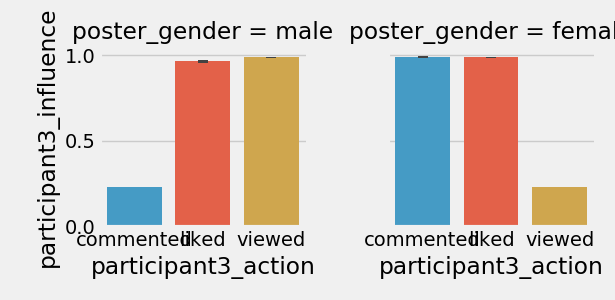 poster_gender = male
poster_gender = femal
participant3_influence
1.0
0.5
0.0
commented
liked
viewed
commented
liked
viewed
participant3_action
participant3_action